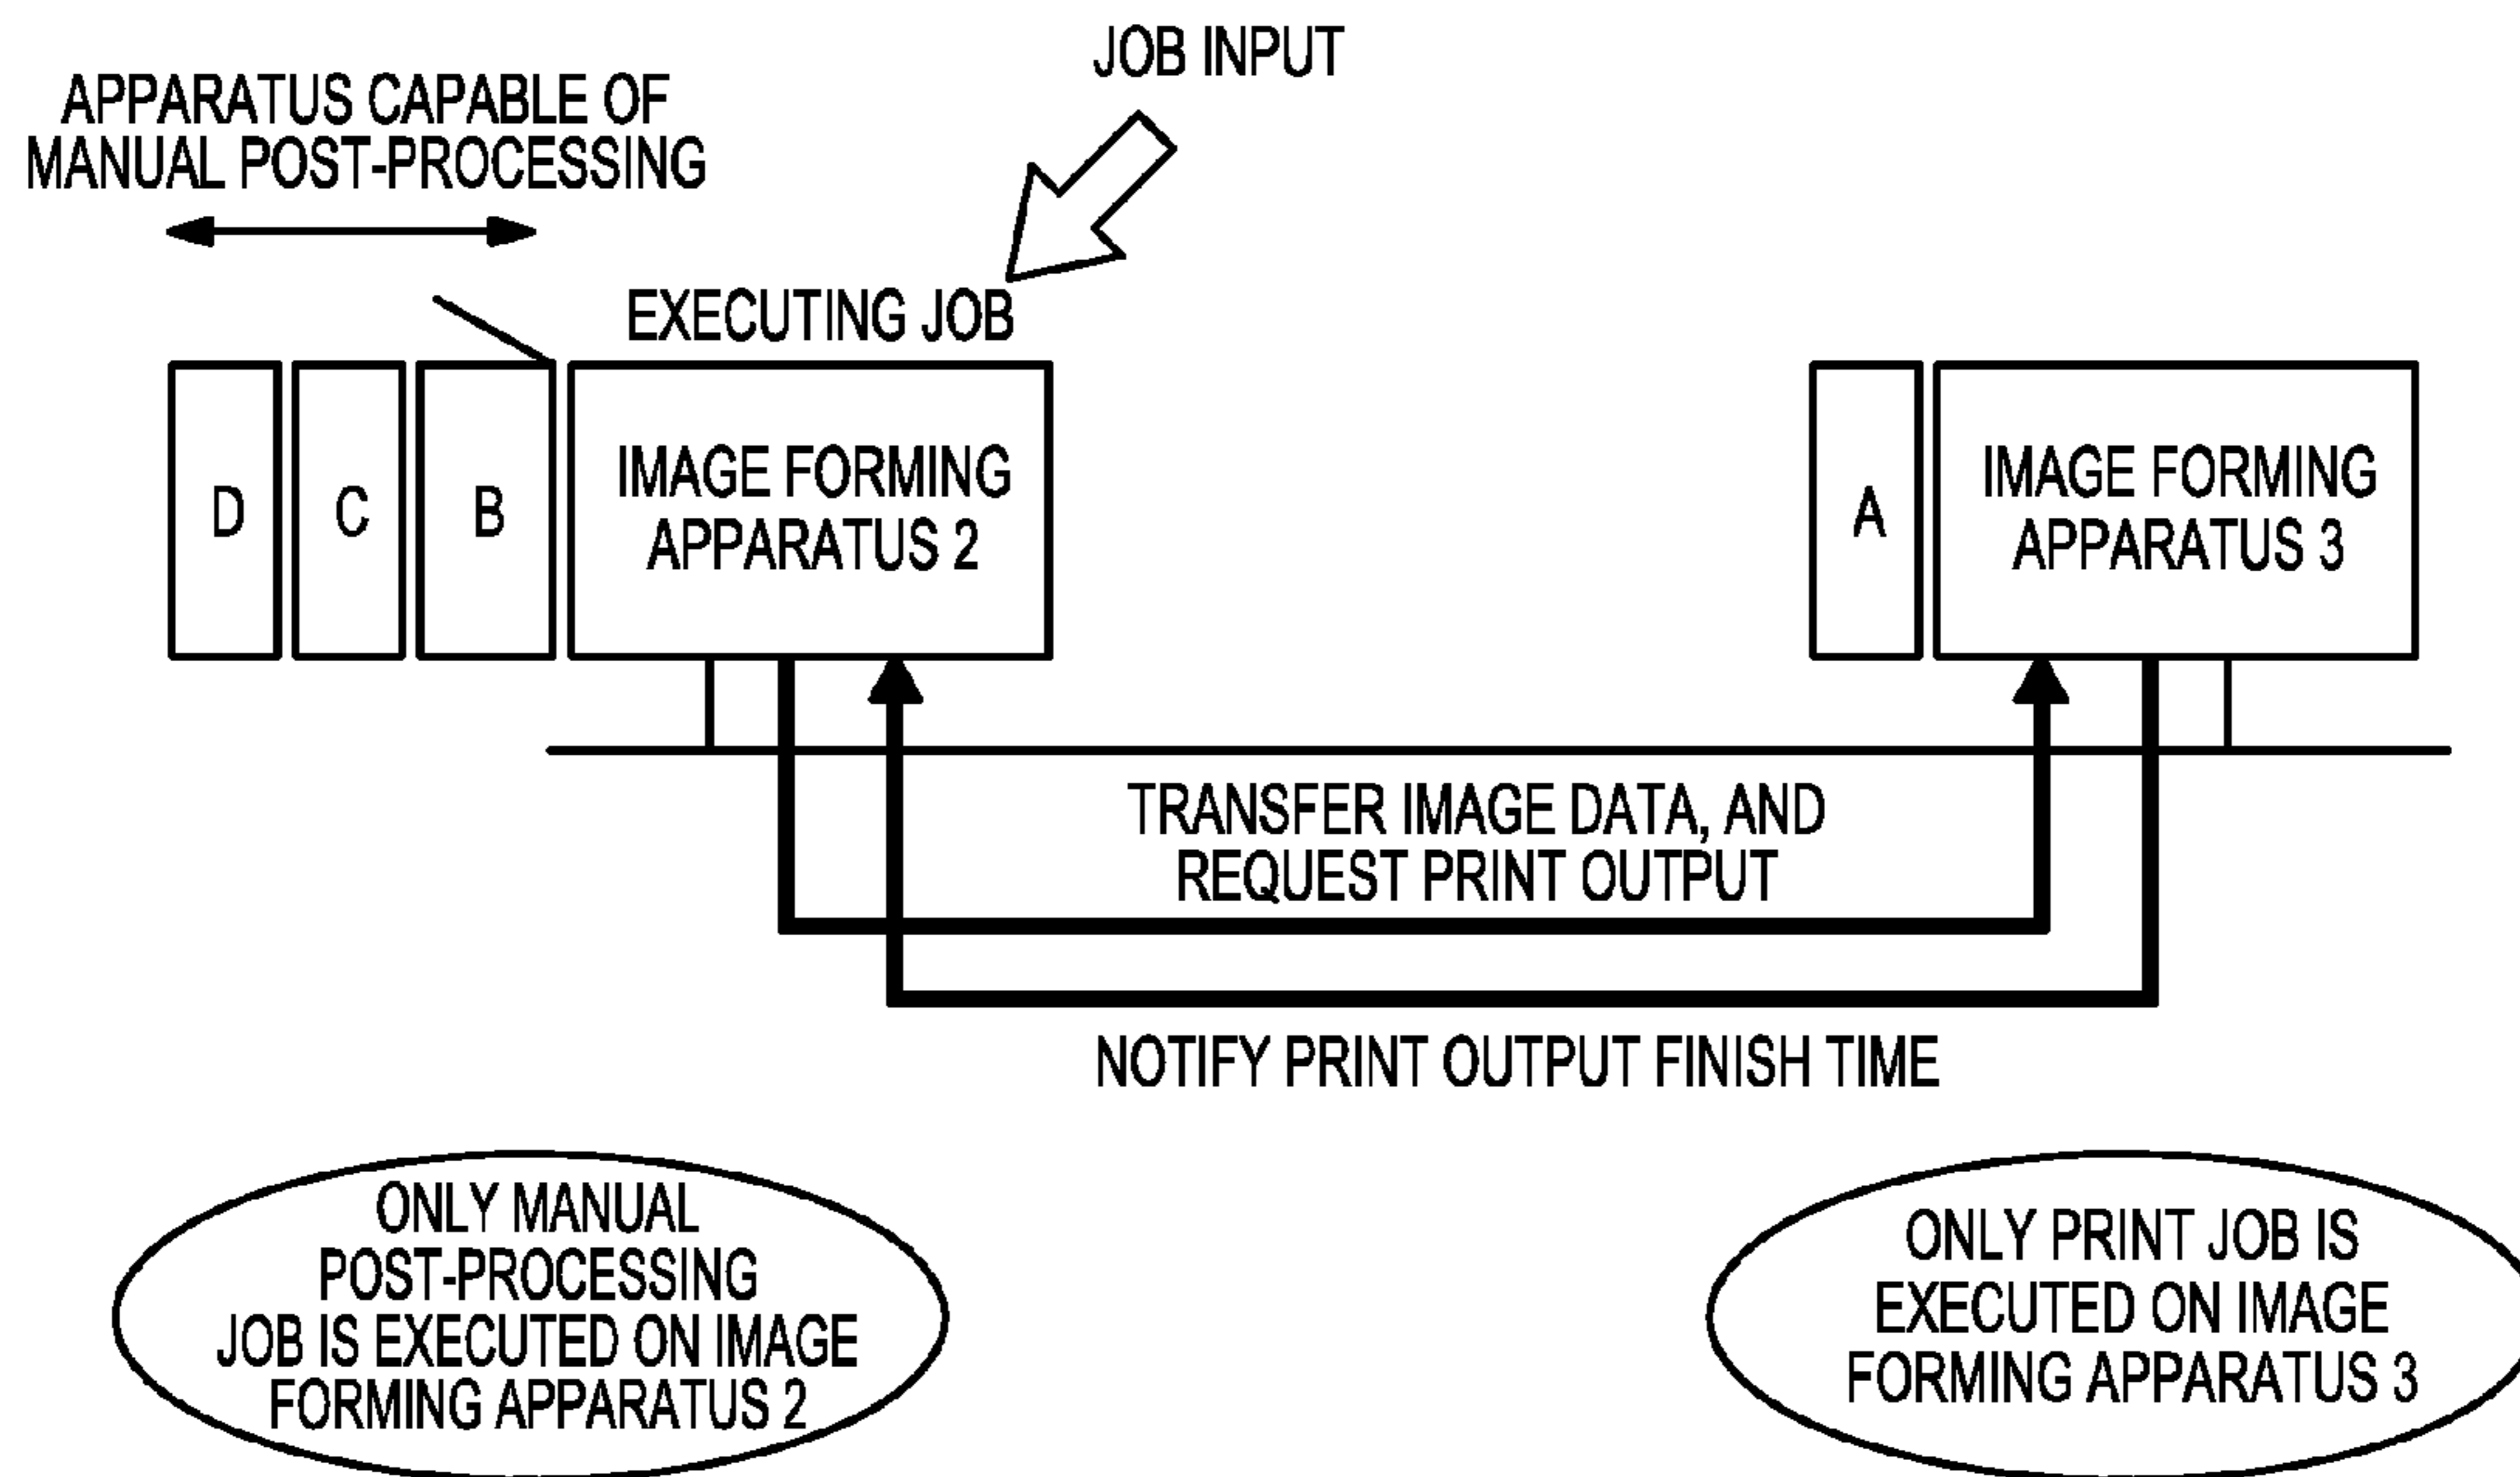 JOB INPUT
APPARATUS CAPABLE OF
MANUAL POST-PROCESSING
EXECUTING JOB
D
C
B
IMAGE FORMING
APPARATUS 2
A
IMAGE FORMING
APPARATUS 3
TRANSFER IMAGE DATA, AND
REQUEST PRINT OUTPUT
NOTIFY PRINT OUTPUT FINISH TIME
ONLY MANUAL
POST-PROCESSING
JOB IS EXECUTED ON IMAGE
FORMING APPARATUS 2
ONLY PRINT JOB IS
EXECUTED ON IMAGE
FORMING APPARATUS 3